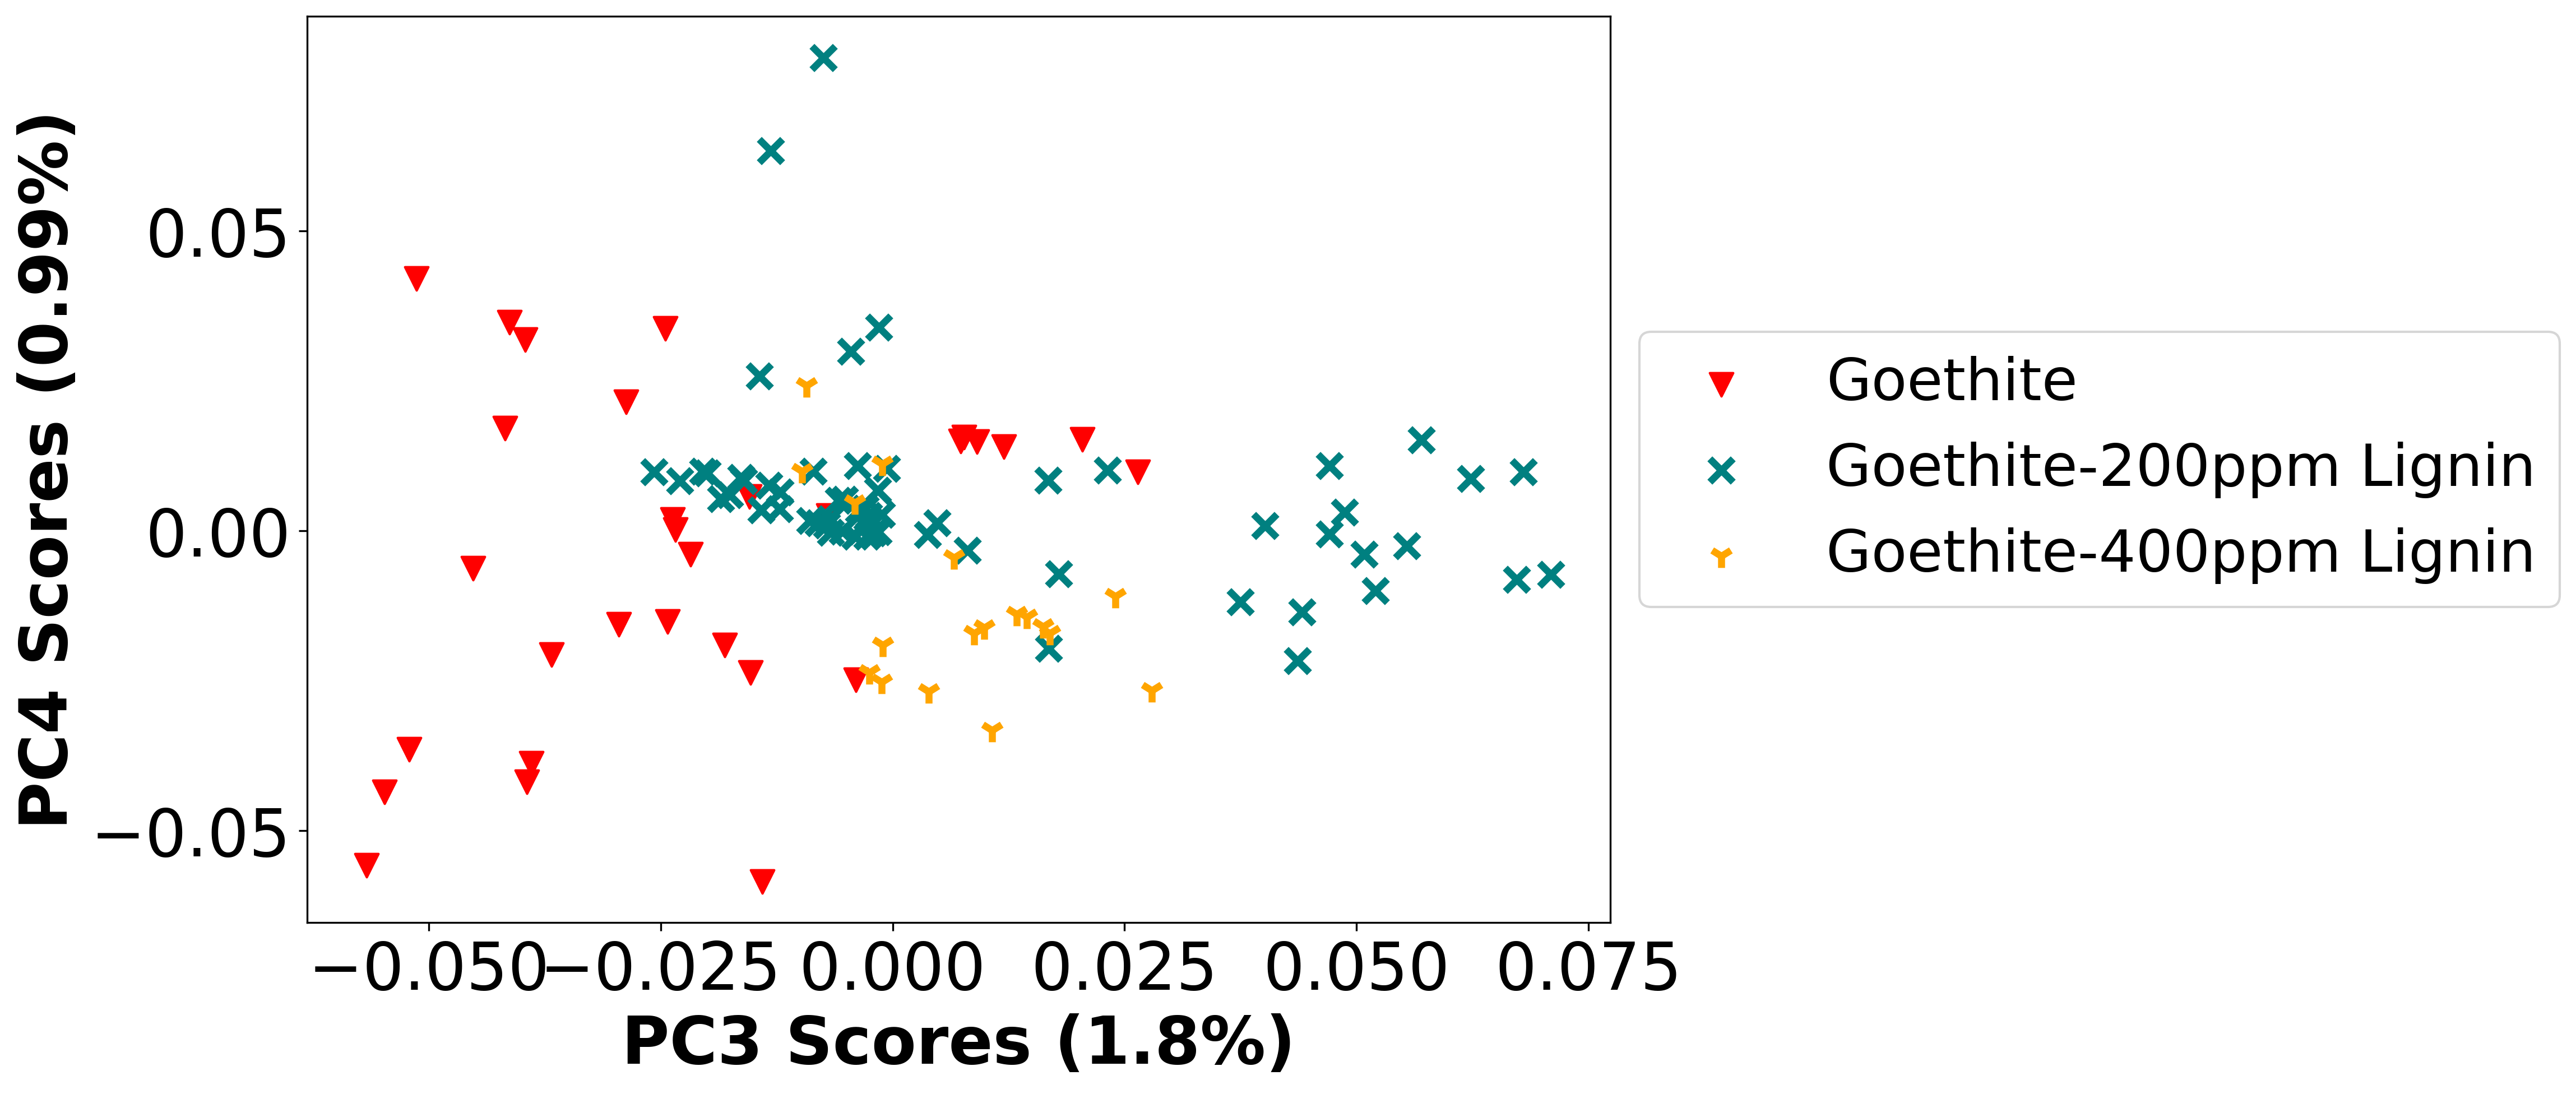 PC4 Scores (0.99%)
0.05
0.00
−0.05
−0.050
−0.025
0.000
0.025
0.050
0.075
PC3 Scores (1.8%)
Goethite
Goethite-200ppm Lignin
Goethite-400ppm Lignin